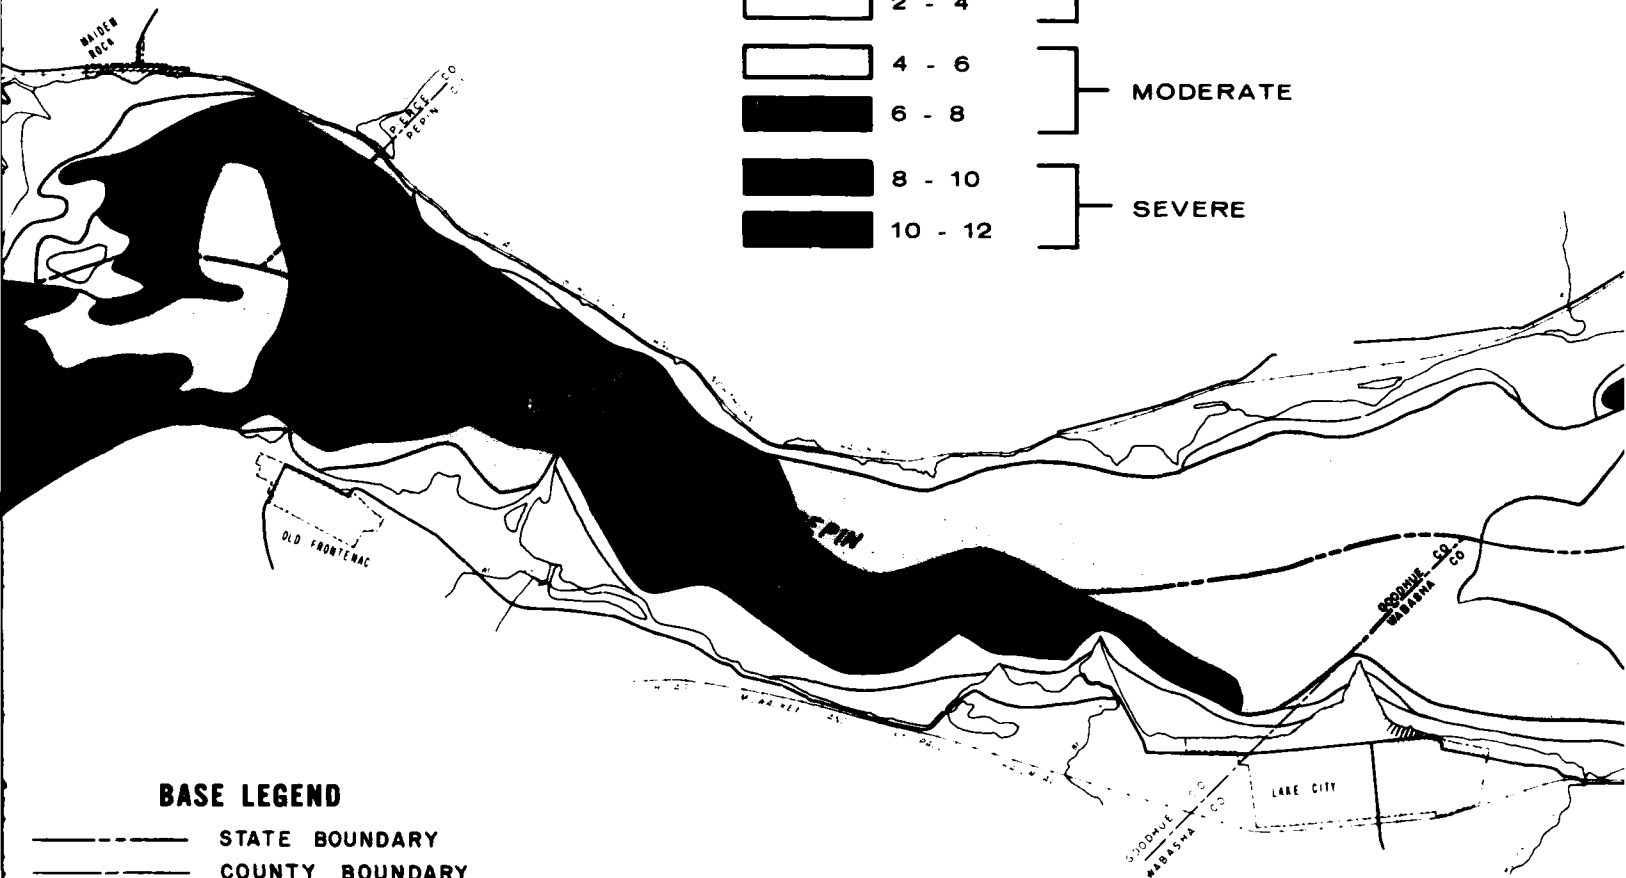 2 - 4
4 - 6
MODERATE
6 - 8
8 - 10
SEVERE
10 - 12
MAIDEN
ROCK
PIERCE CO
PEPIN CO
EPIN
OLD FRONTENAC
GOODHUE CO
WABASHA CO
LAKE CITY
GOODHUE CO
WABASHA CO
BASE LEGEND
STATE BOUNDARY
COUNTY BOUNDARY